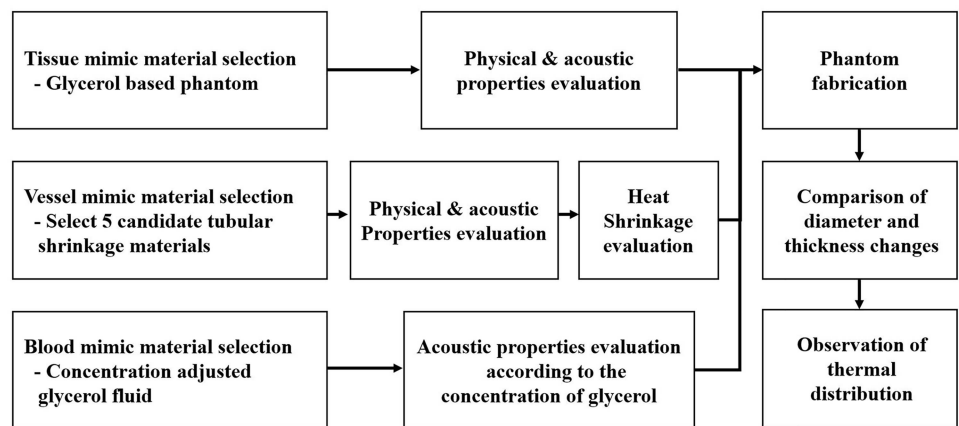 Tissue mimic material selection
- Glycerol based phantom
Physical & acoustic
properties evaluation
Phantom
fabrication
Vessel mimic material selection
- Select 5 candidate tubular
shrinkage materials
Physical & acoustic
Properties evaluation
Heat
Shrinkage
evaluation
Comparison of
diameter and
thickness changes
Blood mimic material selection
- Concentration adjusted
glycerol fluid
Acoustic properties evaluation
according to the
concentration of glycerol
Observation of
thermal
distribution